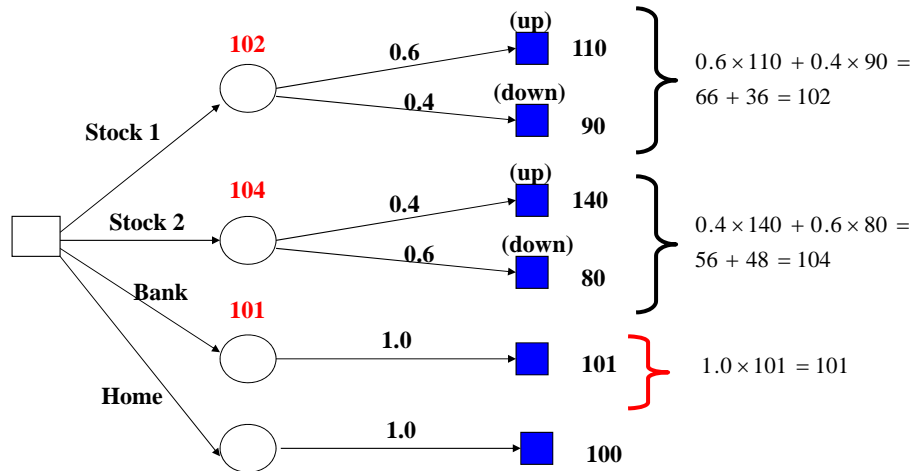 (up)
102
0.6
110
0.6 × 110 + 0.4 × 90 =
66 + 36 = 102
(down)
0.4
90
Stock 1
(up)
104
0.4
140
Stock 2
0.4 × 140 + 0.6 × 80 =
56 + 48 = 104
(down)
0.6
80
Bank
101
1.0
101
1.0 × 101 = 101
Home
1.0
100